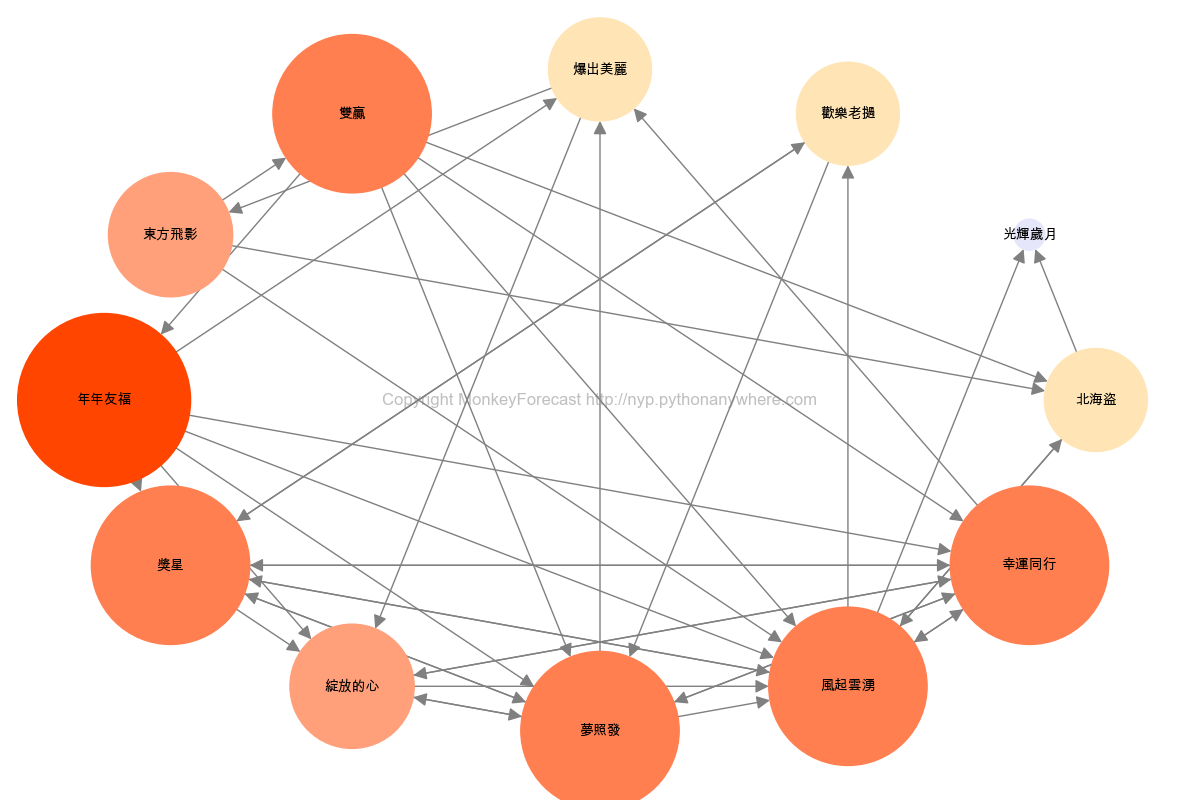 爆出美麗
雙贏
歡樂老撾
東方飛影
光輝歲月
年年友福
Copyright MonkeyForecast http://nyp.pythonanywhere.com
北海盜
獎星
幸運同行
綻放的心
風起雲湧
夢照發